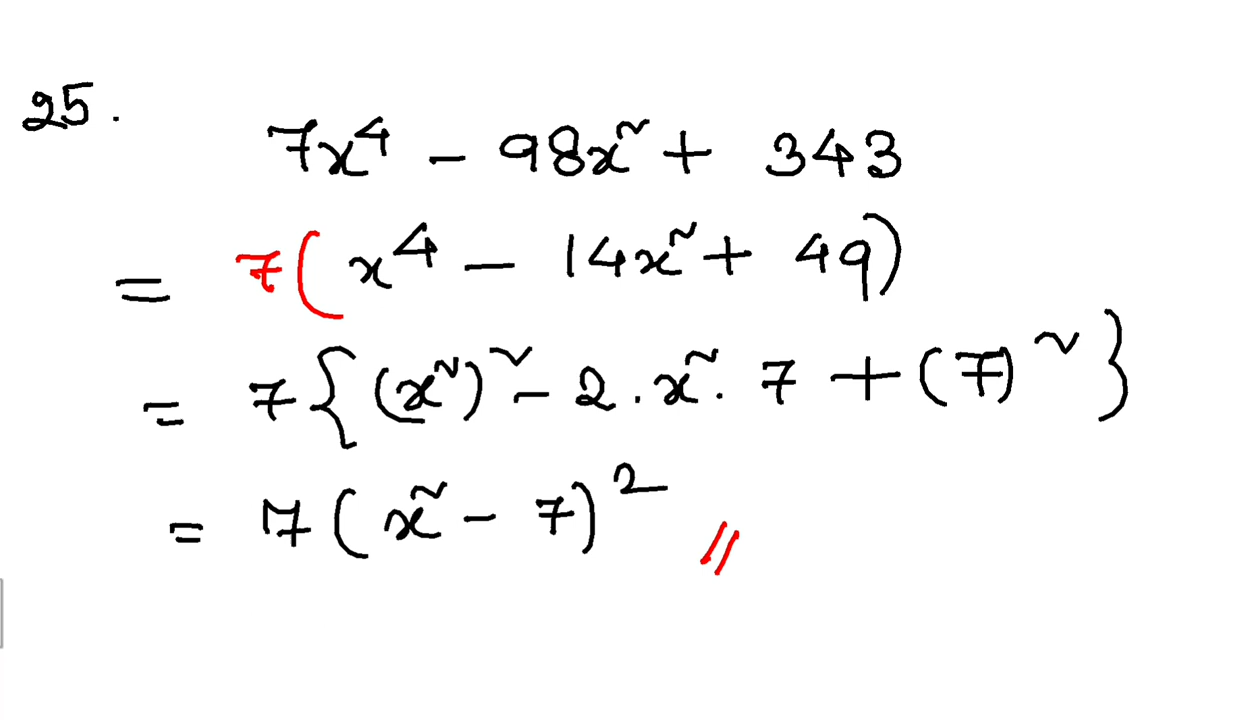 25.
7x⁴ - 98x² + 343
= 7(x⁴ - 14x² + 49)
= 7{(x²)² - 2 . x² . 7 + (7)²}
= 7(x² - 7)² //